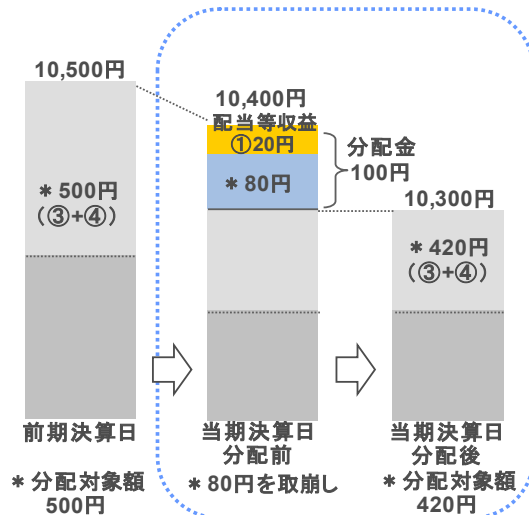 10,500円
＊500円
（③+④）
前期決算日
＊分配対象額
500円
10,400円
配当等収益
①20円
＊80円
分配金
100円
当期決算日
分配前
＊80円を取崩し
10,300円
＊420円
（③+④）
当期決算日
分配後
＊分配対象額
420円